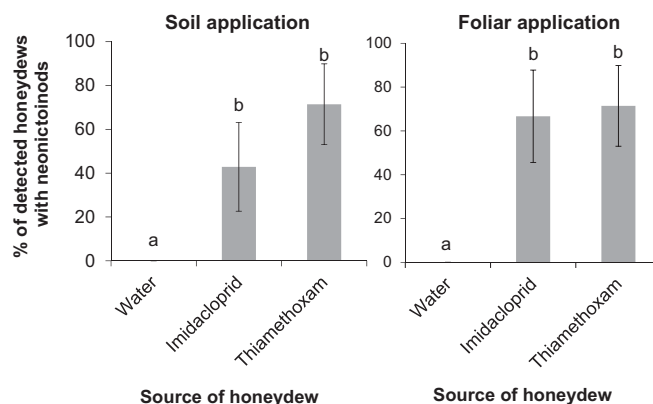 Soil application
Foliar application
% of detected honeydews
with neonictoinods
100
80
60
40
20
0
a
b
b
Water
Imidacloprid
Thiamethoxam
Source of honeydew
100
80
60
40
20
0
a
b
b
Water
Imidacloprid
Thiamethoxam
Source of honeydew